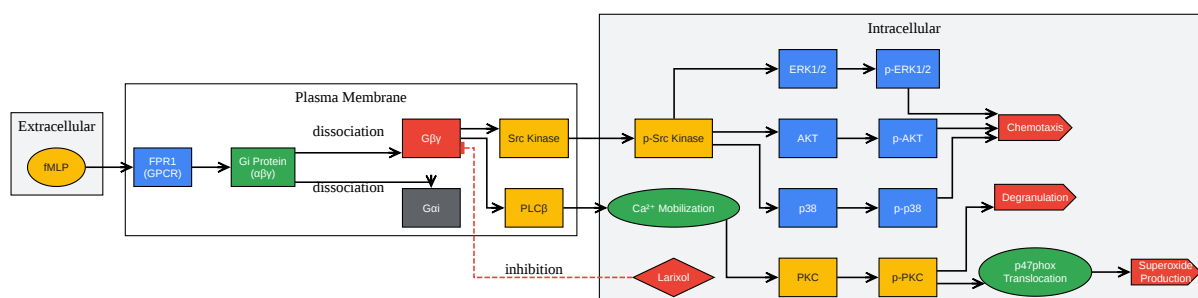 Extracellular
fMLP
Plasma Membrane
FPR1
(GPCR)
Gi Protein
(αβγ)
dissociation
dissociation
Gβγ
Gαi
Src Kinase
PLCβ
Intracellular
p-Src Kinase
Ca²⁺ Mobilization
inhibition
Larixol
ERK1/2
p-ERK1/2
AKT
p-AKT
p38
p-p38
PKC
p-PKC
Chemotaxis
Degranulation
p47phox
Translocation
Superoxide
Production